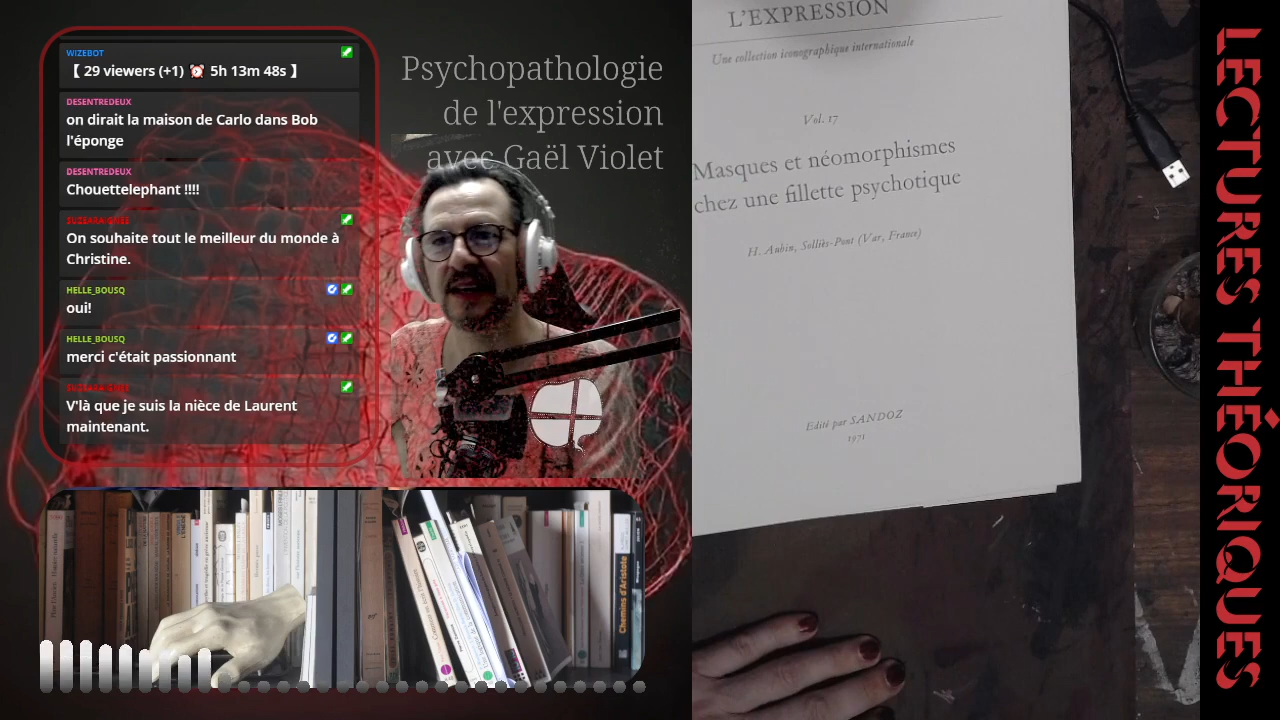 WIZEBOT
【 29 viewers (+1) ⏰ 5h 13m 48s 】
DESENTREDEUX
on dirait la maison de Carlo dans Bob
l'éponge
DESENTREDEUX
Chouettelephant !!!!
On souhaite tout le meilleur du monde à
Christine.
HELLE_BOUSQ
oui!
HELLE_BOUSQ
merci c'était passionnant
V'là que je suis la nièce de Laurent
maintenant.
Psychopathologie
de l'expression
avec Gaël Violet
L'EXPRESSION
Une collection iconographique internationale
Vol. 17
Masques et néomorphismes
chez une fillette psychotique
H. Aubin, Solliès-Pont (Var, France)
Edité par SANDOZ
1971
Chemins d'Aristote
LECTURES THÉORIQUES